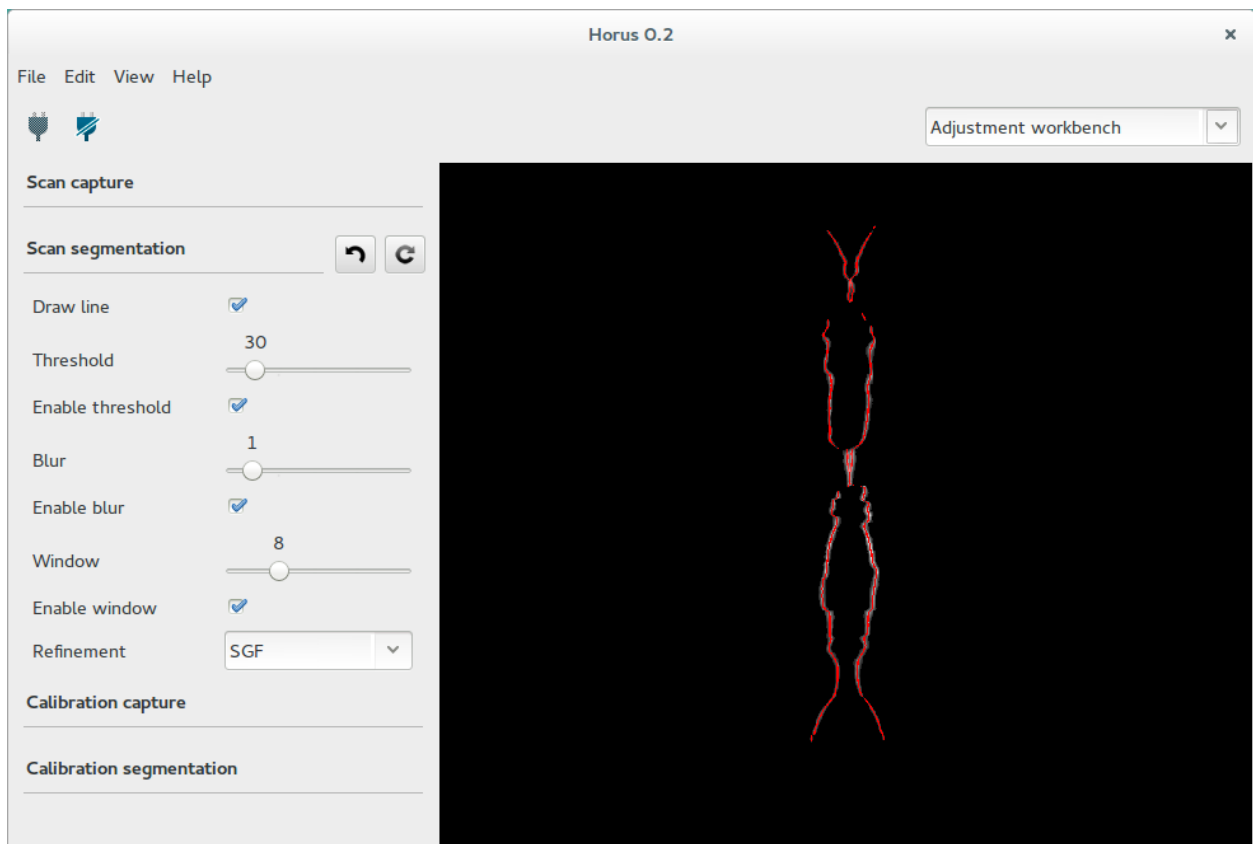 Horus 0.2
File Edit View Help
Adjustment workbench
Scan capture
Scan segmentation
Draw line
30
Threshold
Enable threshold
1
Blur
Enable blur
8
Window
Enable window
Refinement SGF
Calibration capture
Calibration segmentation